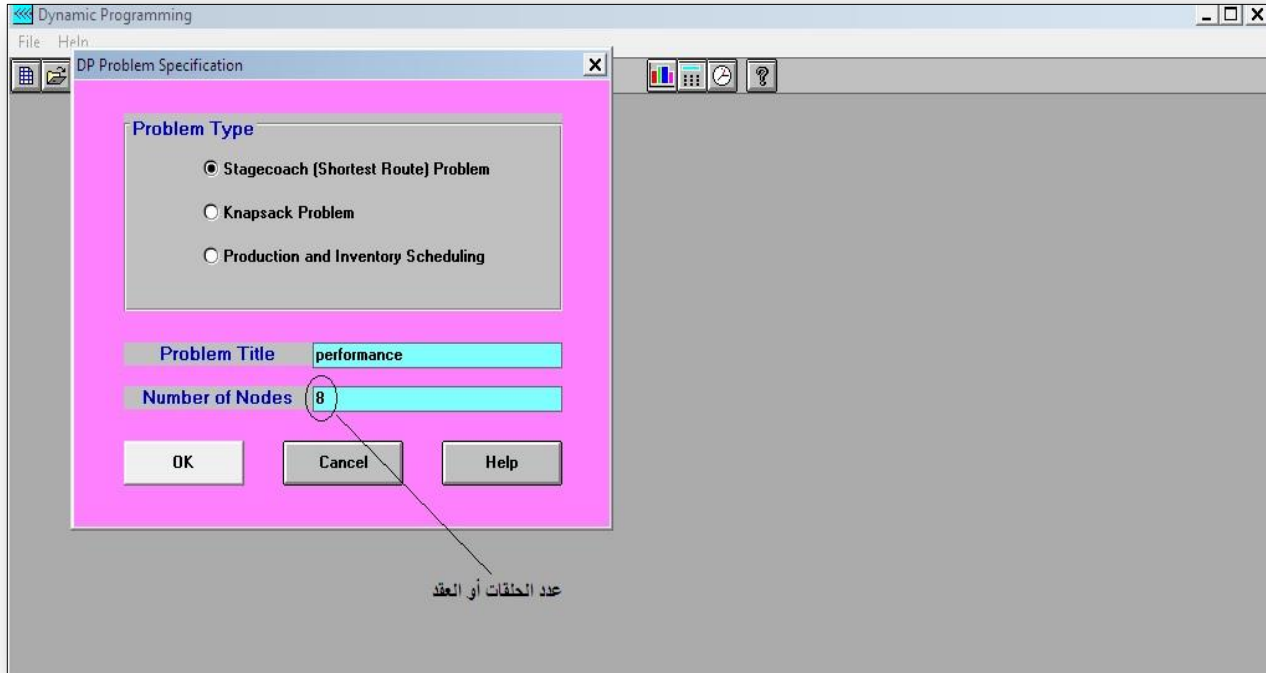 Dynamic Programming
File Help
DP Problem Specification
Problem Type
Stagecoach (Shortest Route) Problem
Knapsack Problem
Production and Inventory Scheduling
Problem Title performance
Number of Nodes 8
OK Cancel Help
عدد الحلقات أو العقد